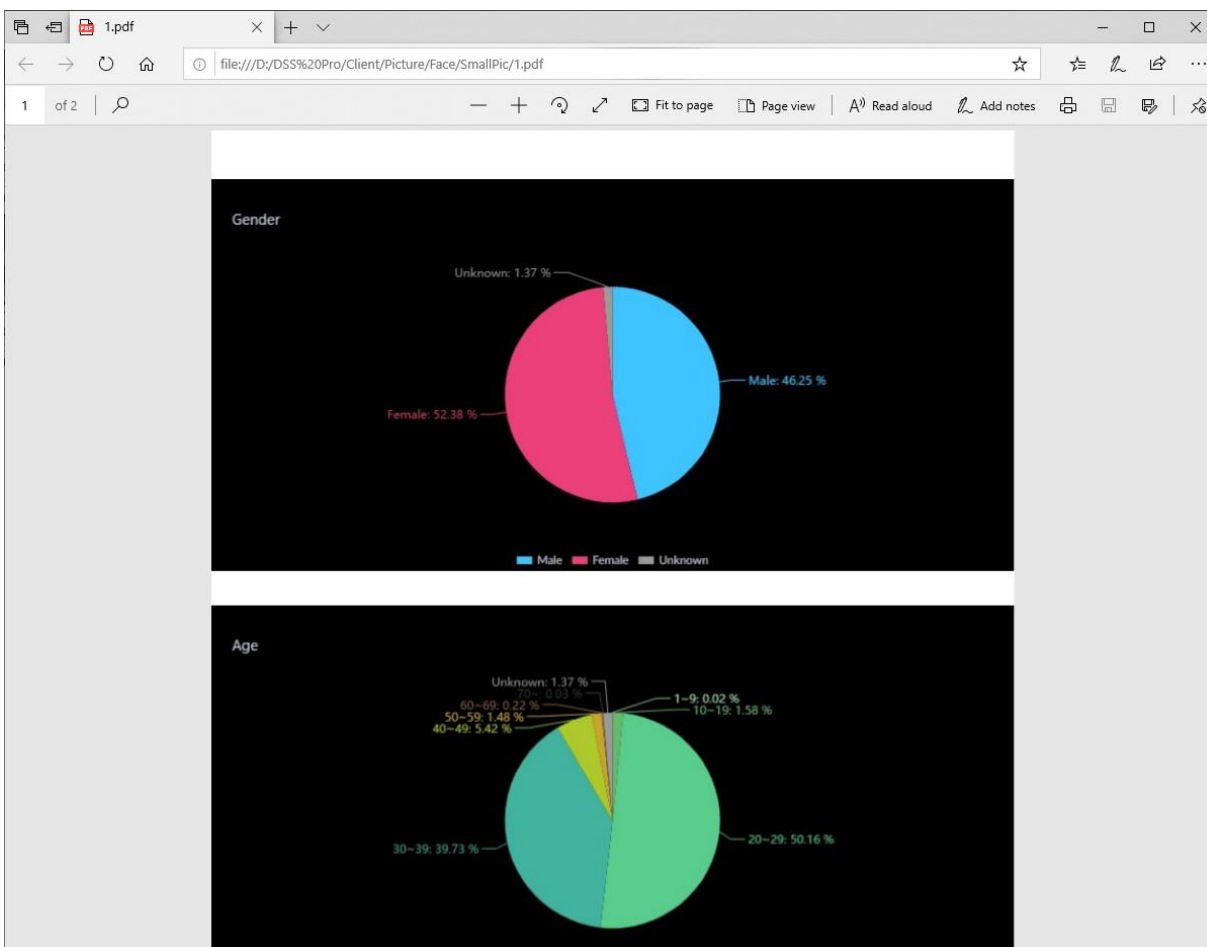 1.pdf
file:///D:/DSS%20Pro/Client/Picture/Face/SmallPic/1.pdf
1 of 2 Fit to page Page view Read aloud Add notes
Gender
Unknown: 1.37 %
Male: 46.25 %
Female: 52.38 %
Male Female Unknown
Age
Unknown: 1.37 %
70~: 0.03 %
1~9: 0.02 %
60~69: 0.22 %
10~19: 1.58 %
50~59: 1.48 %
40~49: 5.42 %
20~29: 50.16 %
30~39: 39.73 %